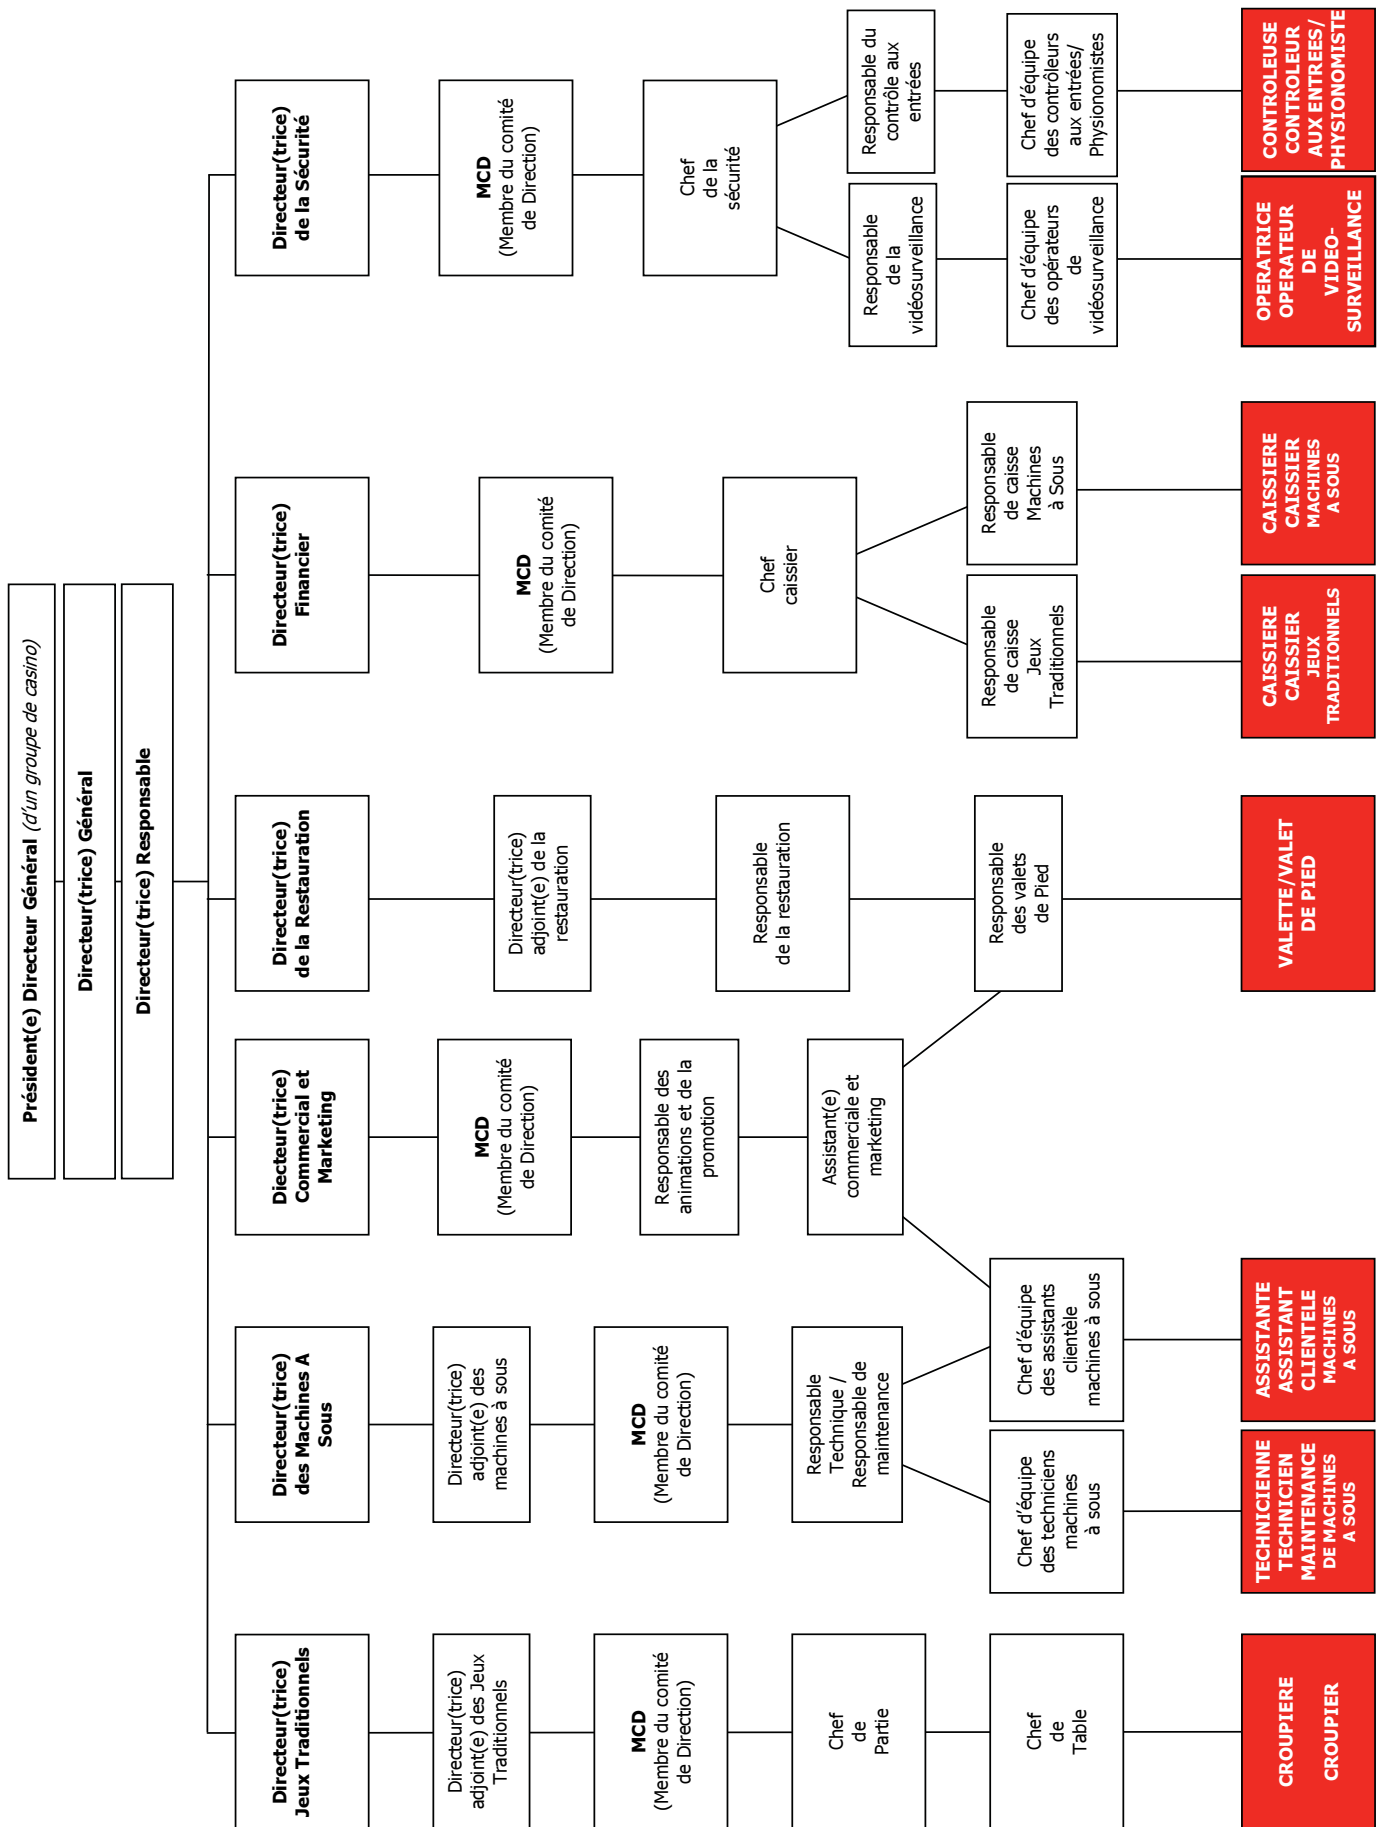 Président(e) Directeur Général (d'un groupe de casino)
Directeur(trice) Général
Directeur(trice) Responsable
Directeur(trice)
Jeux Traditionnels
Directeur(trice)
adjoint(e) des Jeux
Traditionnels
MCD
(Membre du comité
de Direction)
Chef
de
Partie
Chef
de
Table
CROUPIERE
CROUPIER
Directeur(trice)
des Machines A
Sous
Directeur(trice)
adjoint(e) des
machines à sous
MCD
(Membre du comité
de Direction)
Responsable
Technique /
Responsable de
maintenance
Chef d'équipe
des techniciens
machines
à sous
TECHNICIENNE
TECHNICIEN
MAINTENANCE
DE MACHINES
A SOUS
Chef d'équipe
des assistants
clientèle
machines à sous
ASSISTANTE
ASSISTANT
CLIENTELE
MACHINES
A SOUS
Diecteur(trice)
Commercial et
Marketing
MCD
(Membre du comité
de Direction)
Responsable des
animations et de la
promotion
Assistant(e)
commerciale et
marketing
Directeur(trice)
de la Restauration
Directeur(trice)
adjoint(e) de la
restauration
Responsable
de la restauration
Responsable
des valets
de Pied
VALETTE/VALET
DE PIED
Directeur(trice)
Financier
MCD
(Membre du comité
de Direction)
Chef
caissier
Responsable
de caisse
Jeux
Traditionnels
CAISSIERE
CAISSIER
JEUX
TRADITIONNELS
Responsable
de caisse
Machines
à Sous
CAISSIERE
CAISSIER
MACHINES
A SOUS
Directeur(trice)
de la Sécurité
MCD
(Membre du comité
de Direction)
Chef
de la
sécurité
Responsable
de la
vidéosurveillance
Chef d'équipe
des opérateurs
de
vidéosurveillance
OPERATRICE
OPERATEUR
DE
VIDEO-
SURVEILLANCE
Responsable du
contrôle aux
entrées
Chef d'équipe
des contrôleurs
aux entrées/
Physionomistes
CONTROLEUSE
CONTROLEUR
AUX ENTREES/
PHYSIONOMISTE